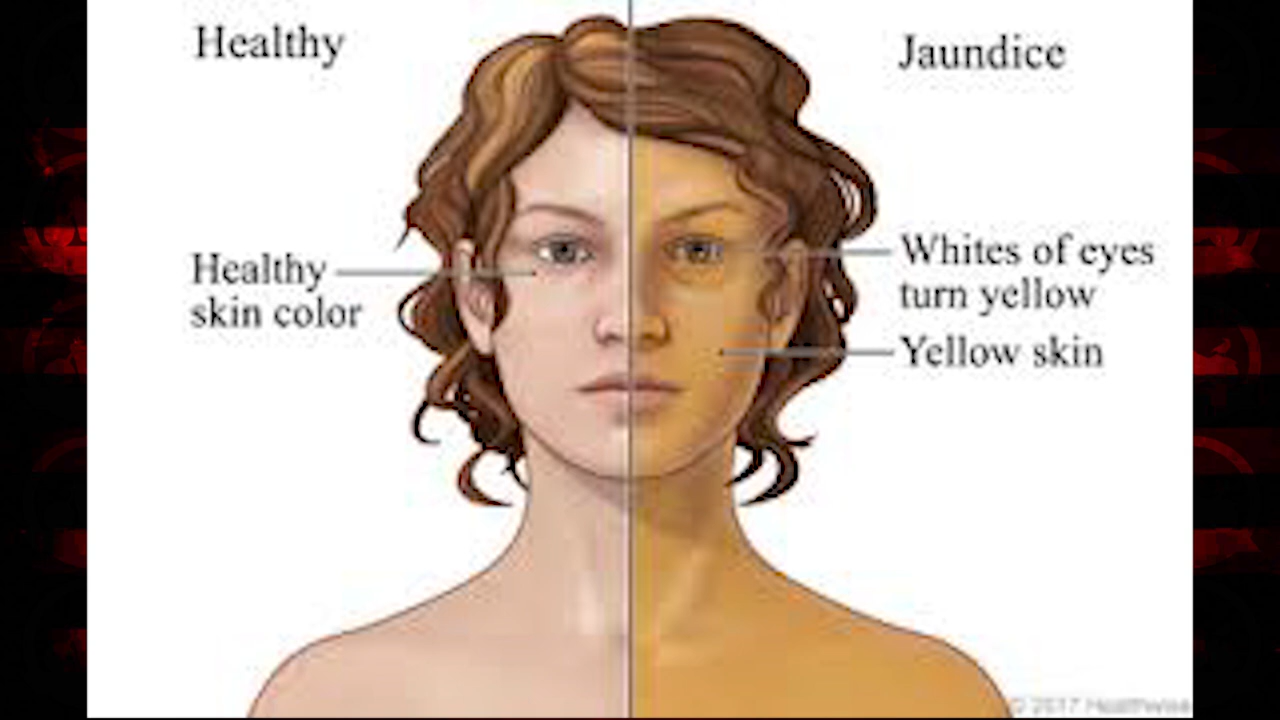 Healthy
Jaundice
Healthy
skin color
Whites of eyes
turn yellow
Yellow skin
© 2017 Healthwise